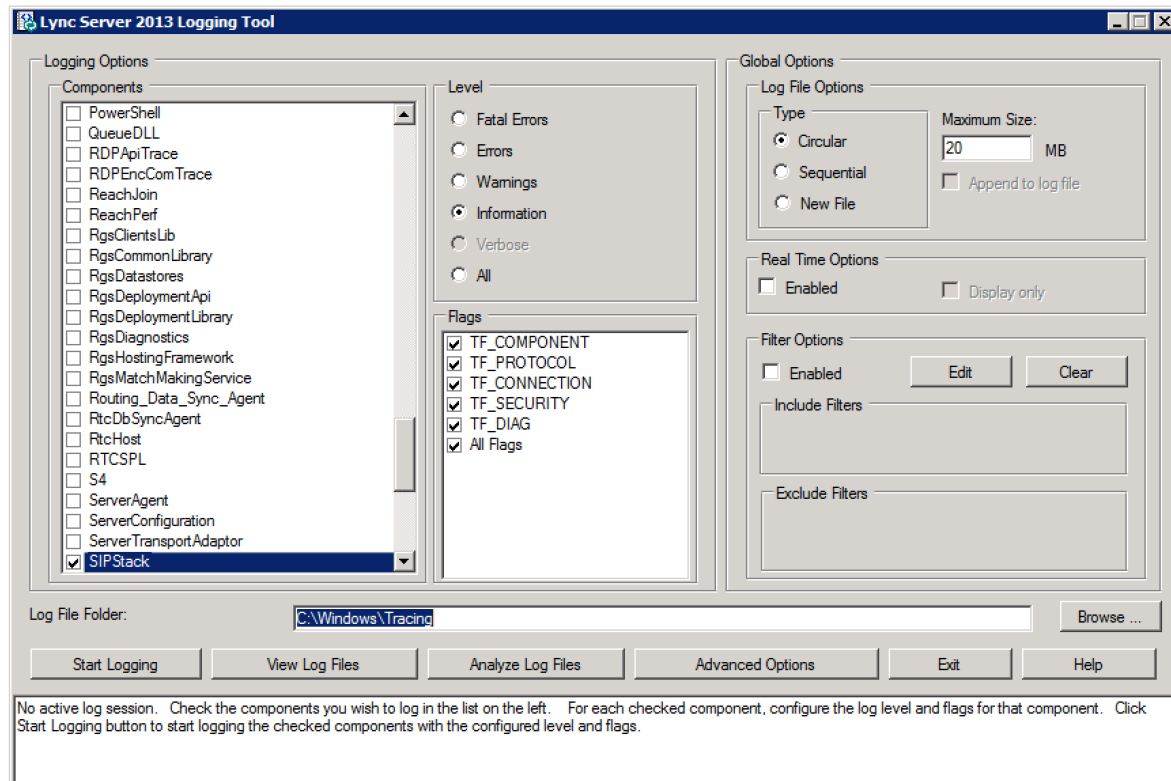 Lync Server 2013 Logging Tool
Logging Options
Components
PowerShell
QueueDLL
RDPApiTrace
RDPEncComTrace
ReachJoin
ReachPerf
RgsClientsLib
RgsCommonLibrary
RgsDatastores
RgsDeploymentApi
RgsDeploymentLibrary
RgsDiagnostics
RgsHostingFramework
RgsMatchMakingService
Routing_Data_Sync_Agent
RtcDbSyncAgent
RtcHost
RTCSPL
S4
ServerAgent
ServerConfiguration
ServerTransportAdaptor
SIPStack
Level
Fatal Errors
Errors
Warnings
Information
Verbose
All
Flags
TF_COMPONENT
TF_PROTOCOL
TF_CONNECTION
TF_SECURITY
TF_DIAG
All Flags
Global Options
Log File Options
Type
Circular
Sequential
New File
Maximum Size:
20 MB
Append to log file
Real Time Options
Enabled
Display only
Filter Options
Enabled
Edit
Clear
Include Filters
Exclude Filters
Log File Folder:
C:\Windows\Tracing
Browse ...
Start Logging
View Log Files
Analyze Log Files
Advanced Options
Exit
Help
No active log session. Check the components you wish to log in the list on the left. For each checked component, configure the log level and flags for that component. Click
Start Logging button to start logging the checked components with the configured level and flags.